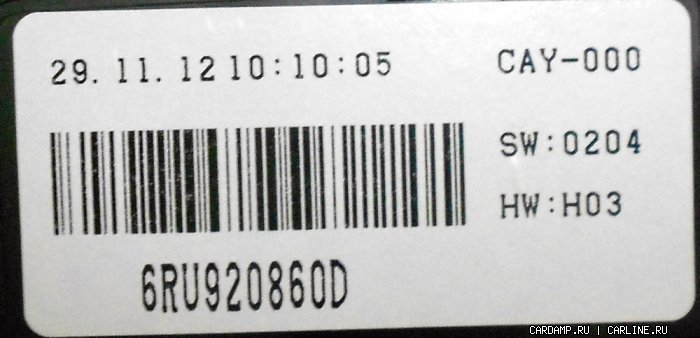 29. 11. 12 10:10:05
CAY-000
SW:0204
HW:H03
6RU920860D
CARDAMP.RU | CARLINE.RU